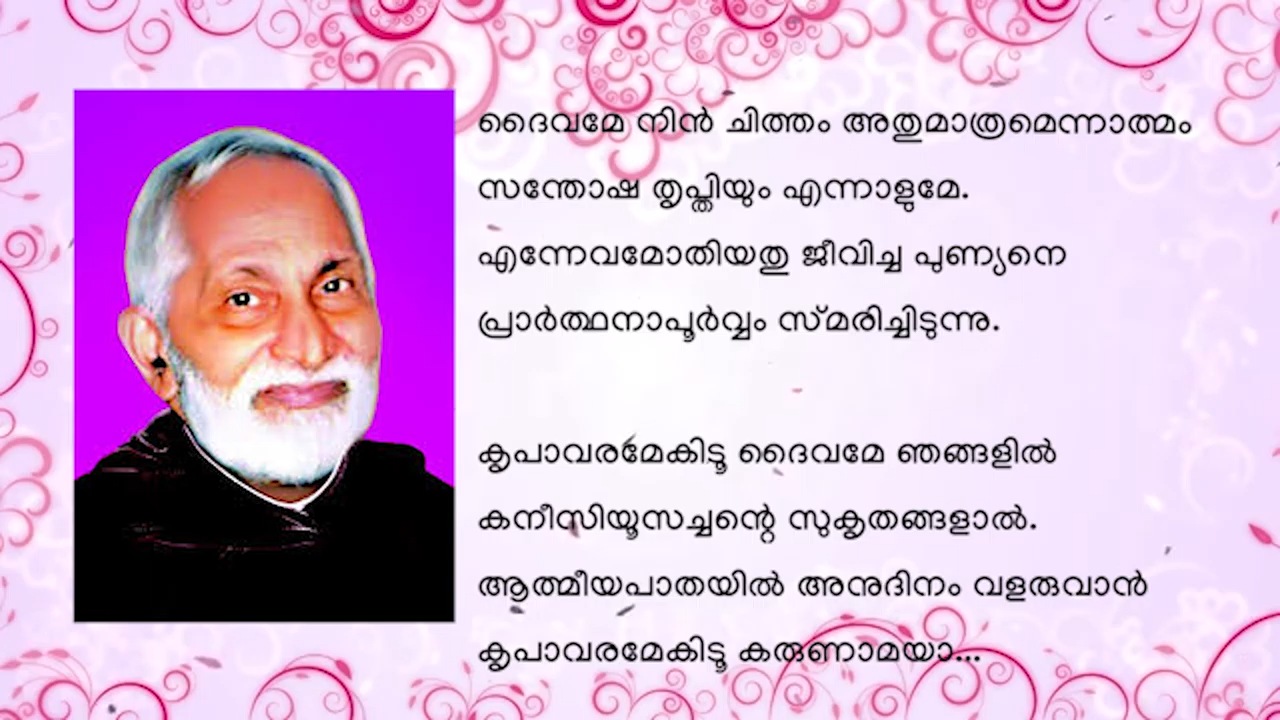 ദൈവമേ നിൻ ചിത്തം അതുമാത്രമെന്നാത്മം
സന്തോഷ തൃപ്തിയും എന്നാളുമേ.
എന്നേവമോതിയതു ജീവിച്ച പുണ്യനെ
പ്രാർത്ഥനാപൂർവ്വം സ്മരിച്ചിടുന്നു.
കൃപാവരമേകിടൂ ദൈവമേ ഞങ്ങളിൽ
കനീസിയൂസച്ചന്റെ സുകൃതങ്ങളാൽ.
ആത്മീയപാതയിൽ അനുദിനം വളരുവാൻ
കൃപാവരമേകിടൂ കരുണാമയാ...